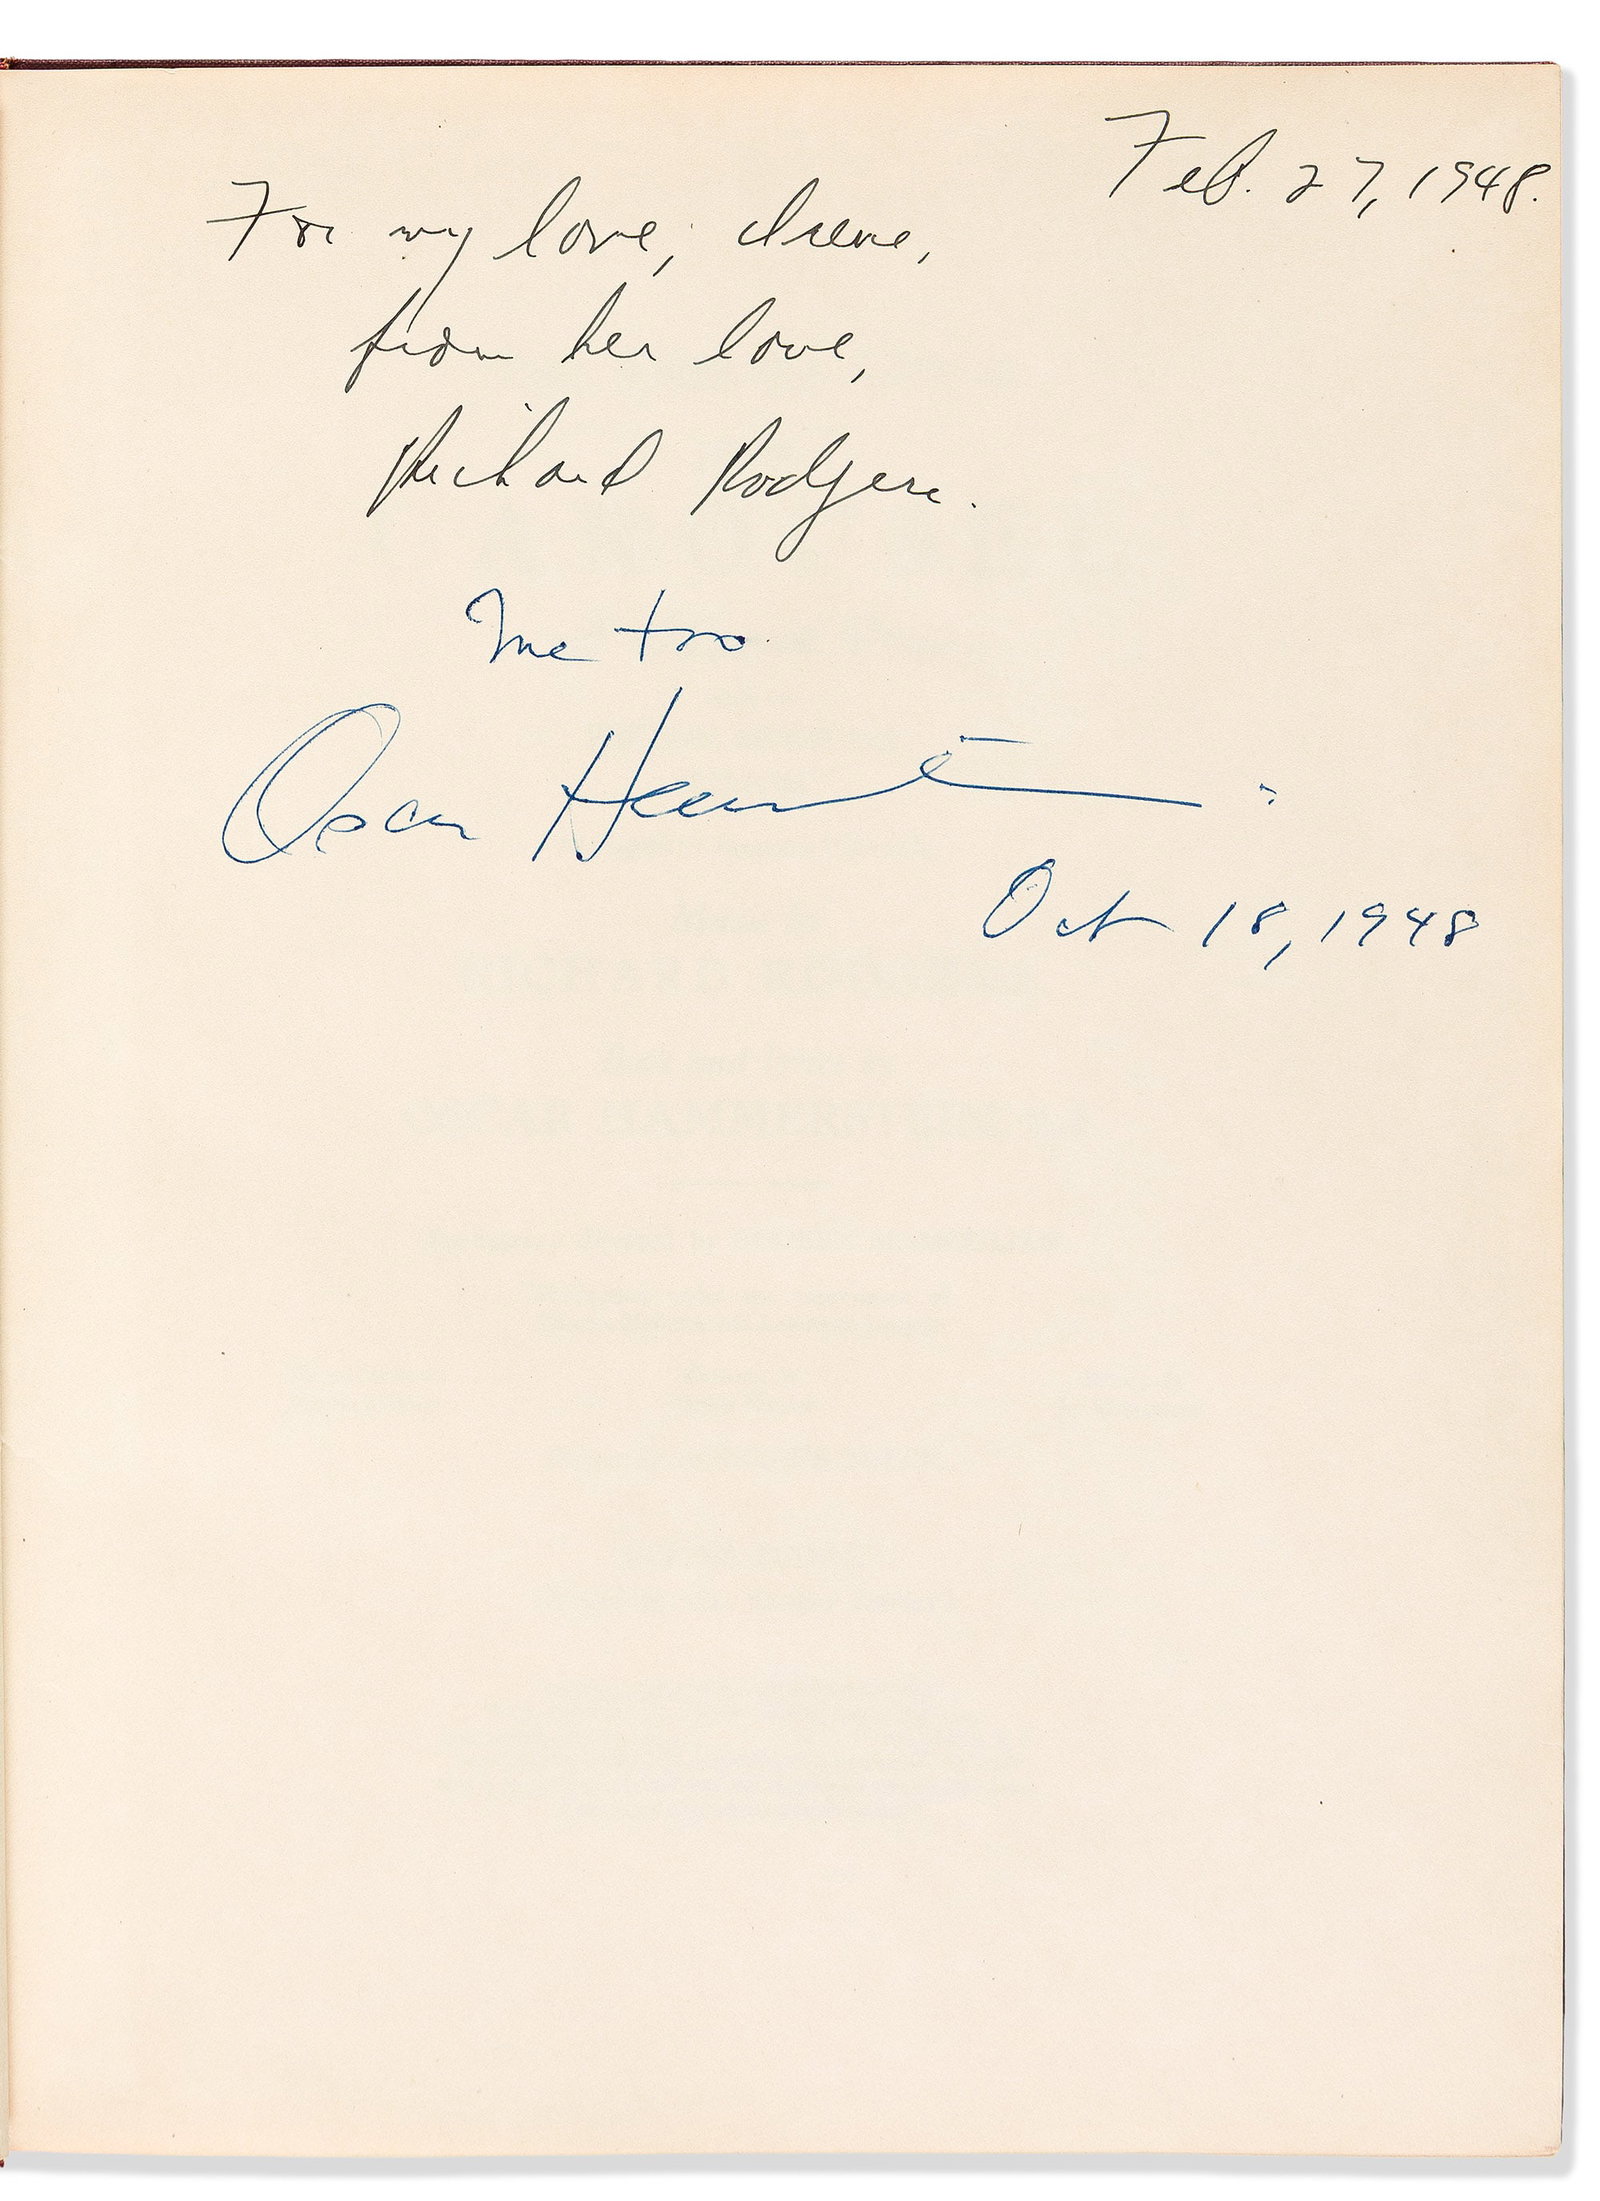 Feb. 27, 1948.
For my love, Irene,
from her love,
Richard Rodgers.
Me too
Oscar Hammerstein
Oct 18, 1948